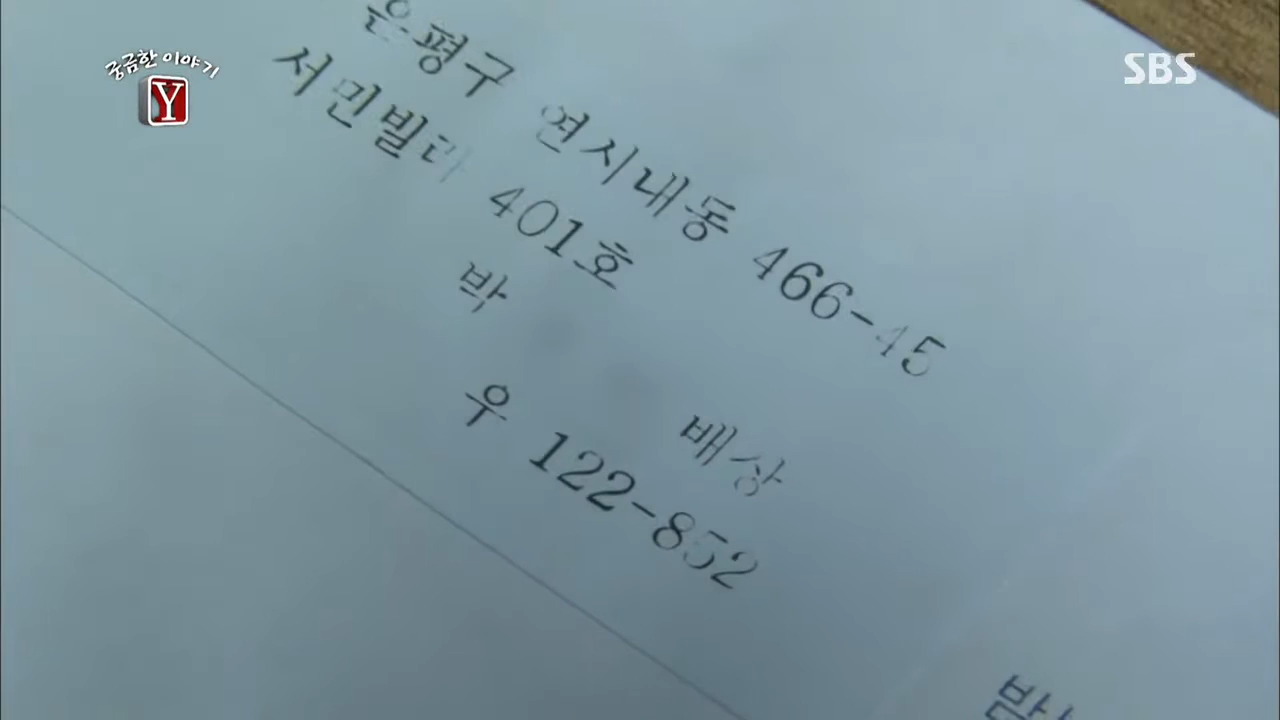 궁금한 이야기
Y
SBS
은평구 연시내동 466-45
서민빌라 401호
박
배상
우 122-852